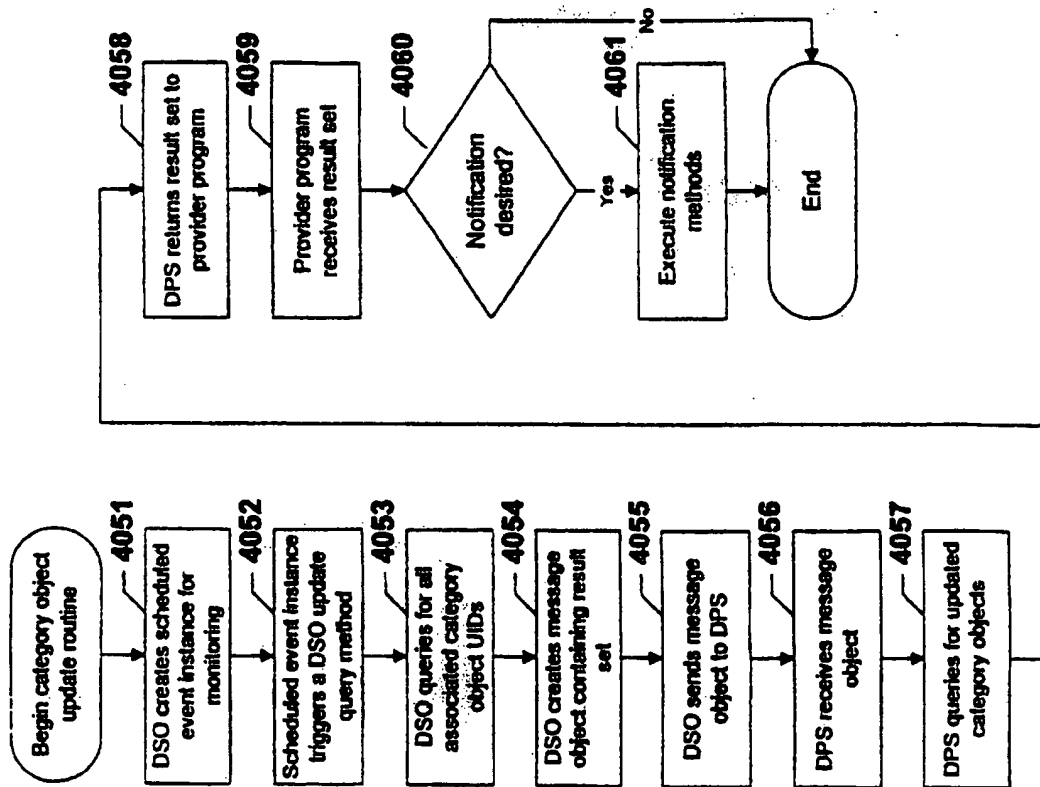 Begin category object
update routine
4051
DSO creates scheduled
event instance for
monitoring
4052
Scheduled event instance
triggers a DSO update
query method
4053
DSO queries for all
associated category
object UIDs
4054
DSO creates message
object containing result
set
4055
DSO sends message
object to DPS
4056
DPS receives message
object
4057
DPS queries for updated
category objects
4058
DPS returns result set to
provider program
4059
Provider program
receives result set
4060
Notification
desired?
No
Yes
4061
Execute notification
methods
End